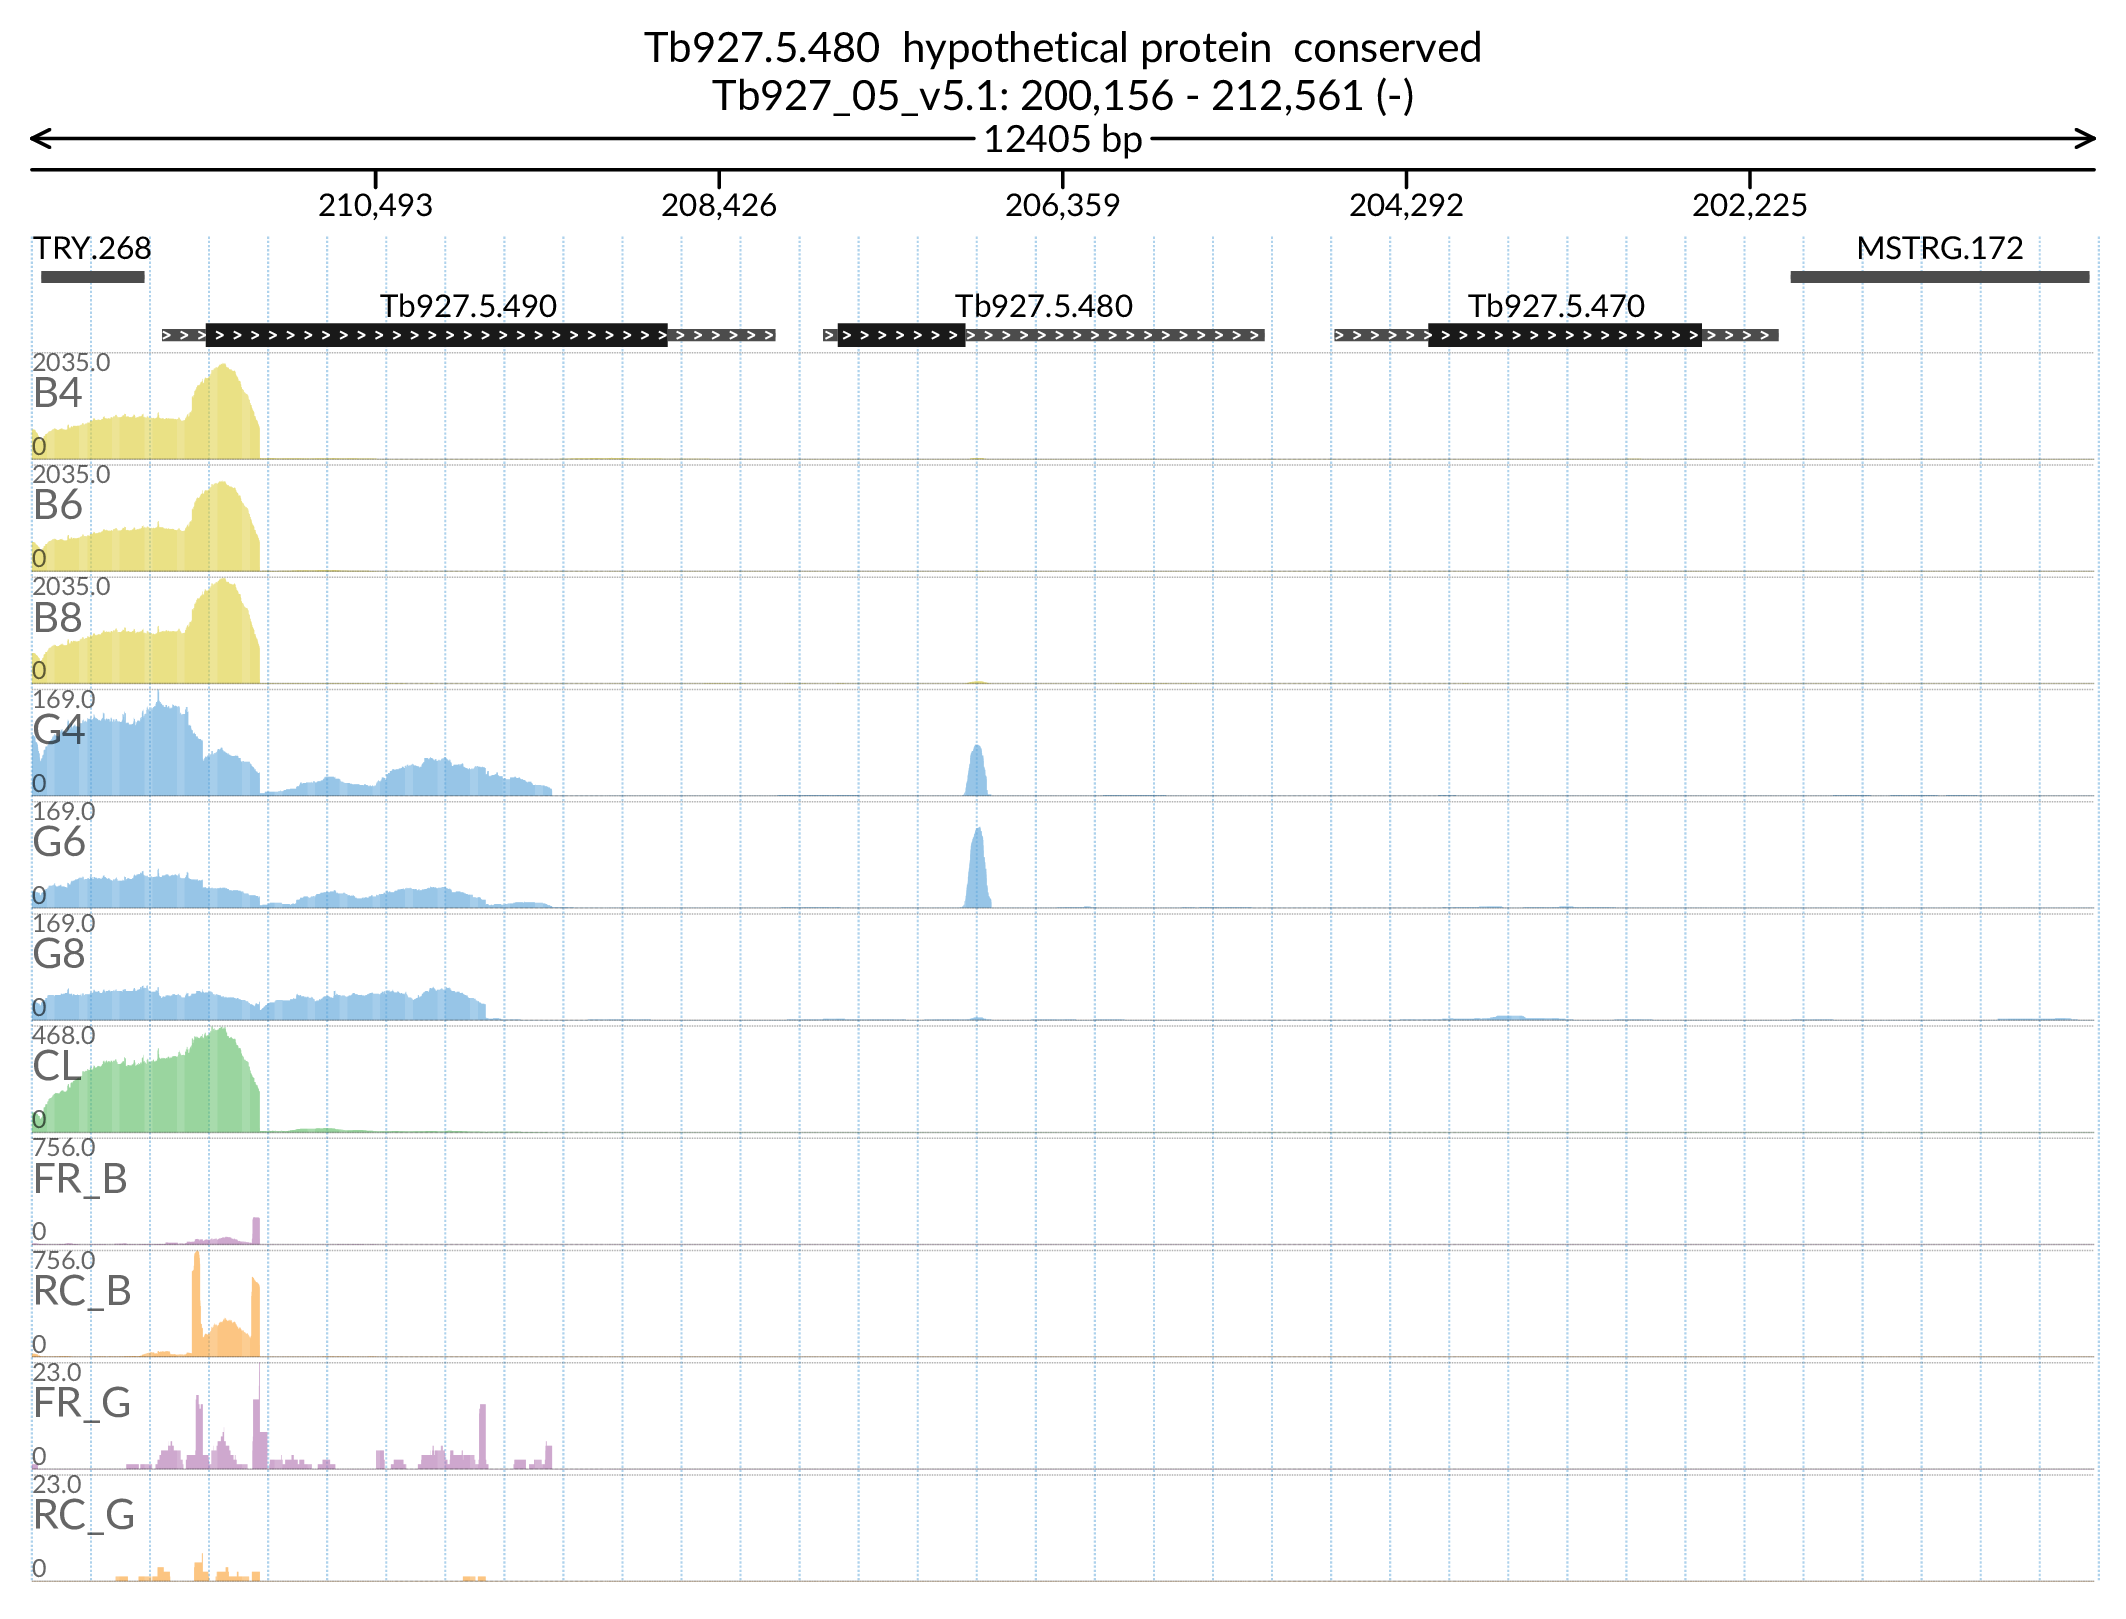 Tb927.5.480  hypothetical protein  conserved
Tb927_05_v5.1: 200,156 - 212,561 (-)
12405 bp
210,493 208,426 206,359 204,292 202,225
TRY.268 MSTRG.172
Tb927.5.490 Tb927.5.480 Tb927.5.470
2035.0
B4
0
2035.0
B6
0
2035.0
B8
0
169.0
G4
0
169.0
G6
0
169.0
G8
0
468.0
CL
0
756.0
FR_B
0
756.0
RC_B
0
23.0
FR_G
0
23.0
RC_G
0